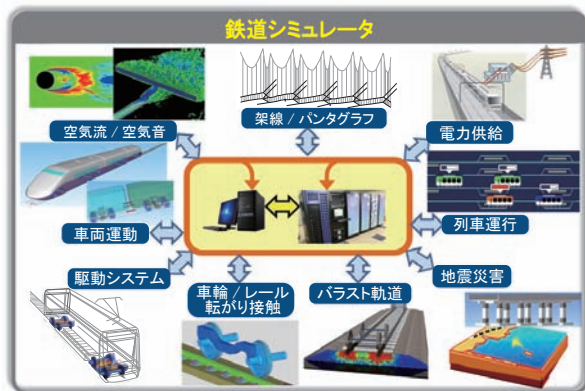 鉄道シミュレータ
空気流 / 空気音
架線 / パンタグラフ
電力供給
車両運動
列車運行
駆動システム
車輪 / レール
転がり接触
バラスト軌道
地震災害